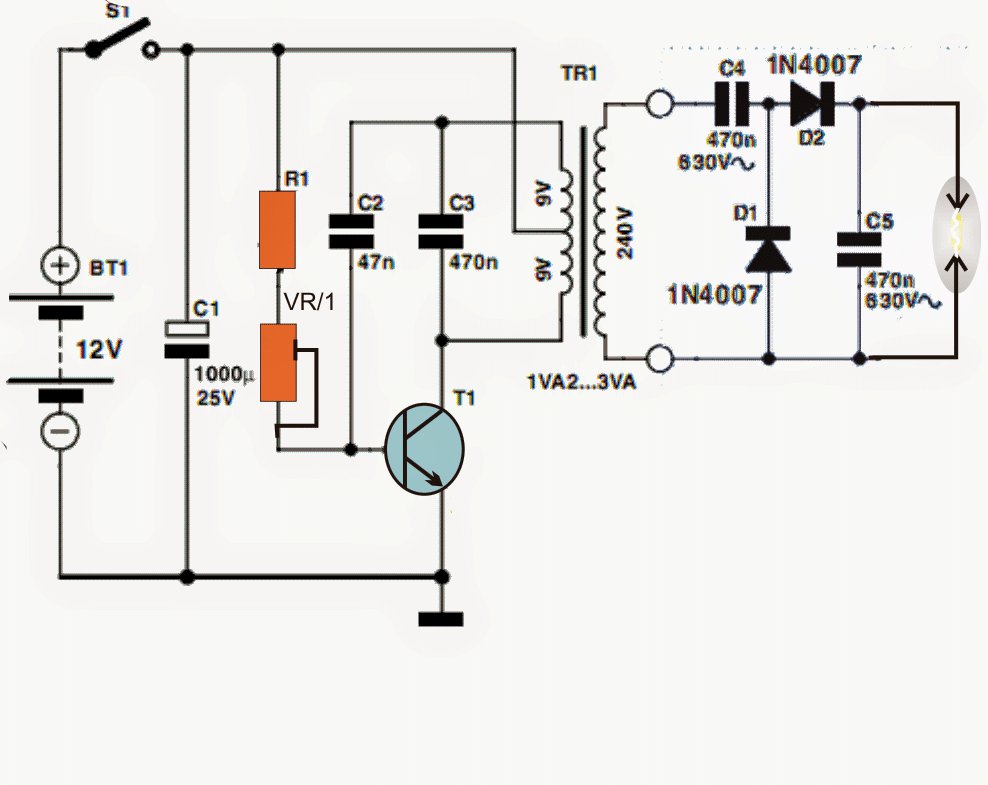 S1
TR1
C4
1N4007
470n
630V~
D2
R1
C2
C3
9V
9V
240V
D1
C5
47n
470n
1N4007
470n
630V~
BT1
VR/1
C1
12V
1000µ
25V
1VA2...3VA
T1